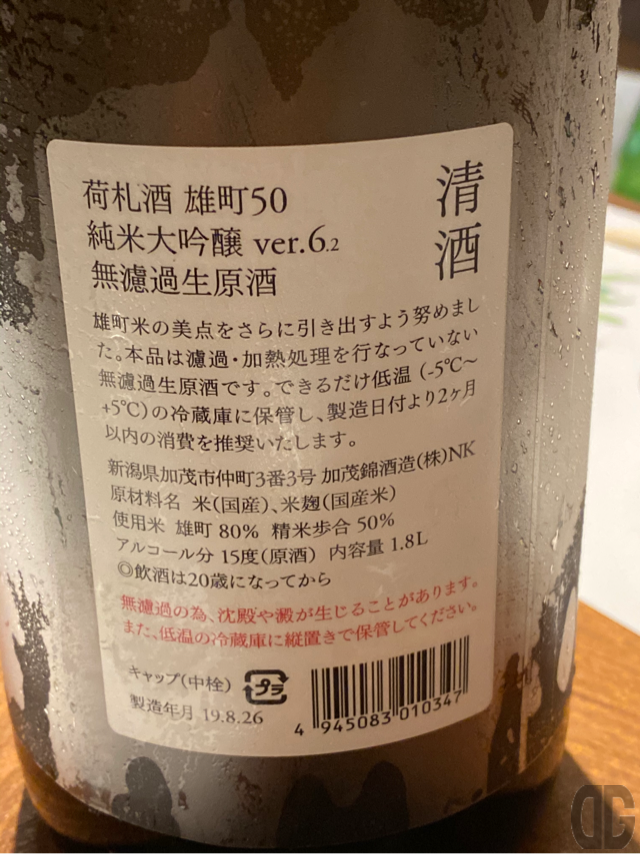 清酒
荷札酒 雄町50
純米大吟醸 ver.6.2
無濾過生原酒
雄町米の美点をさらに引き出すよう努めまし
た。本品は濾過・加熱処理を行なっていない
無濾過生原酒です。できるだけ低温 (-5℃〜
+5℃)の冷蔵庫に保管し、製造日付より2ヶ月
以内の消費を推奨いたします。
新潟県加茂市仲町3番3号 加茂錦酒造(株)NK
原材料名 米(国産)、米麹(国産米)
使用米 雄町 80% 精米歩合 50%
アルコール分 15度(原酒) 内容量 1.8L
◎飲酒は20歳になってから
無濾過の為、沈殿や澱が生じることがあります。
また、低温の冷蔵庫に縦置きで保管してください。
キャップ(中栓) プラ
製造年月 19.8.26
4 945083 010347
DG